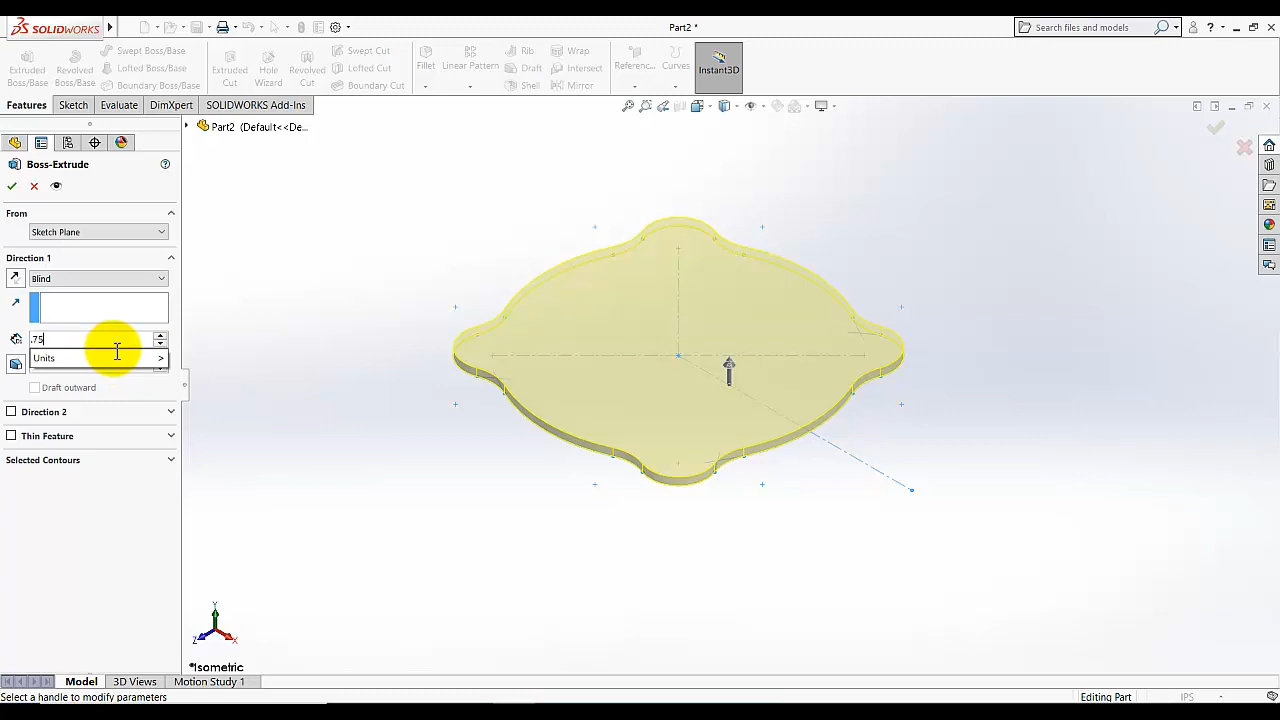 SOLIDWORKS
Part2 *
Search files and models
?
Extruded Boss/Base
Revolved Boss/Base
Swept Boss/Base
Lofted Boss/Base
Boundary Boss/Base
Extruded Cut
Hole Wizard
Revolved Cut
Swept Cut
Lofted Cut
Boundary Cut
Fillet
Linear Pattern
Rib
Draft
Shell
Wrap
Intersect
Mirror
Referenc...
Curves
Instant3D
Features
Sketch
Evaluate
DimXpert
SOLIDWORKS Add-Ins
Part2 (Default<<De...
Boss-Extrude
From
Sketch Plane
Direction 1
Blind
.75
Units >
Draft outward
Direction 2
Thin Feature
Selected Contours
Y
Z
X
*Isometric
Model
3D Views
Motion Study 1
Select a handle to modify parameters
Editing Part
IPS